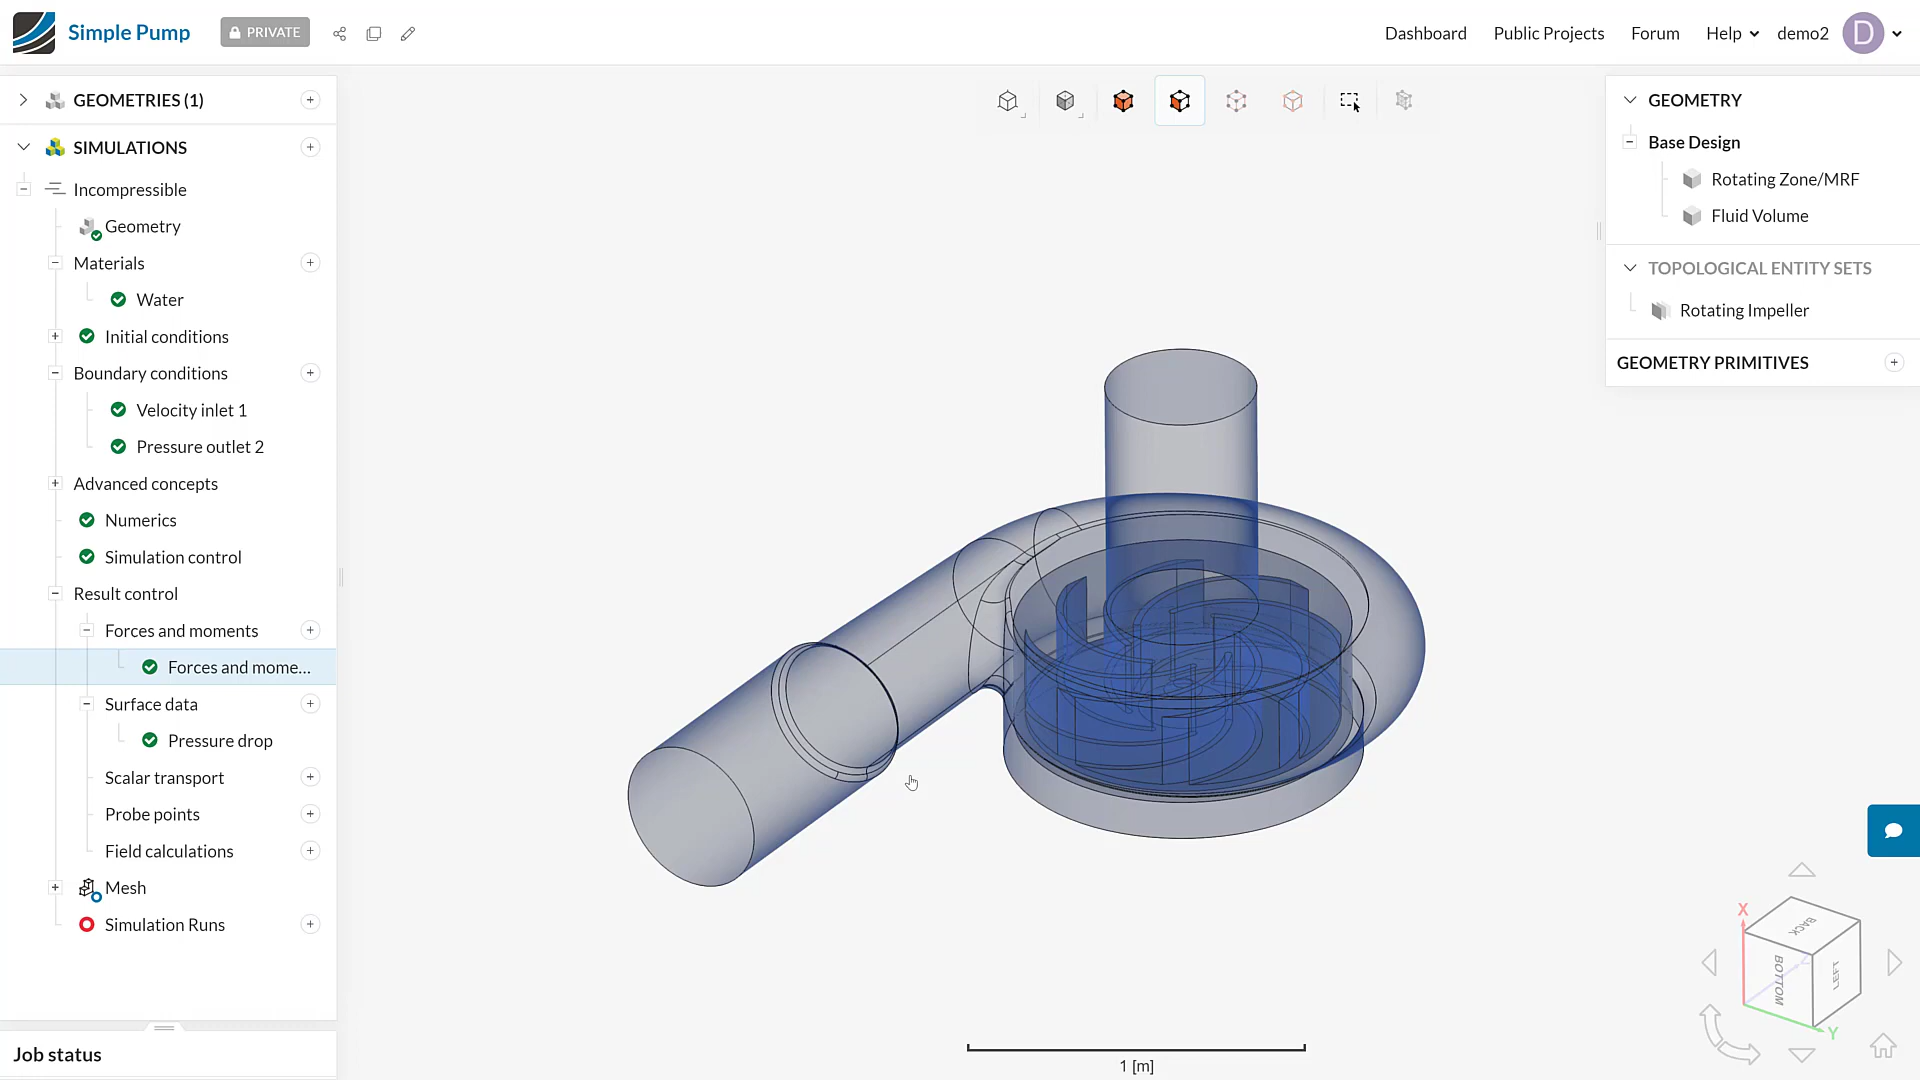 Simple Pump
PRIVATE
Dashboard
Public Projects
Forum
Help
demo2
D
GEOMETRIES (1)
SIMULATIONS
Incompressible
Geometry
Materials
Water
Initial conditions
Boundary conditions
Velocity inlet 1
Pressure outlet 2
Advanced concepts
Numerics
Simulation control
Result control
Forces and moments
Forces and mome...
Surface data
Pressure drop
Scalar transport
Probe points
Field calculations
Mesh
Simulation Runs
Job status
GEOMETRY
Base Design
Rotating Zone/MRF
Fluid Volume
TOPOLOGICAL ENTITY SETS
Rotating Impeller
GEOMETRY PRIMITIVES
1 [m]
X
BACK
BOTTOM
Z
LEFT
Y